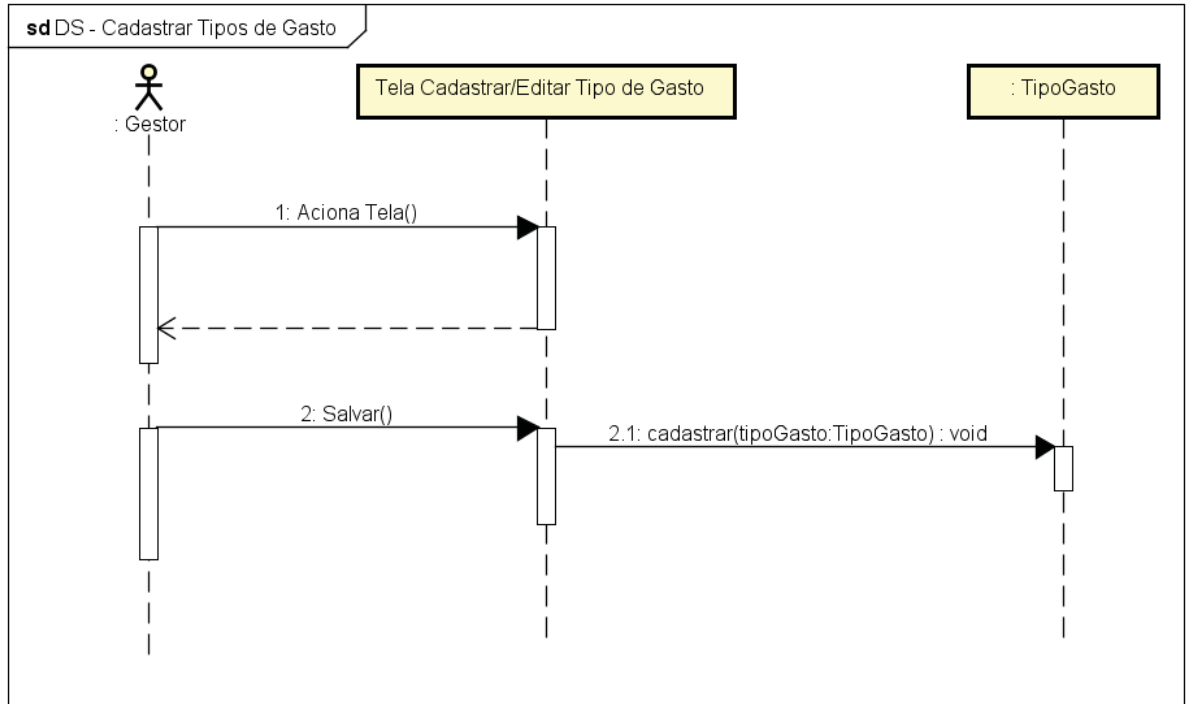 sd DS - Cadastrar Tipos de Gasto
: Gestor
Tela Cadastrar/Editar Tipo de Gasto
: TipoGasto
1: Aciona Tela()
2: Salvar()
2.1: cadastrar(tipoGasto:TipoGasto) : void